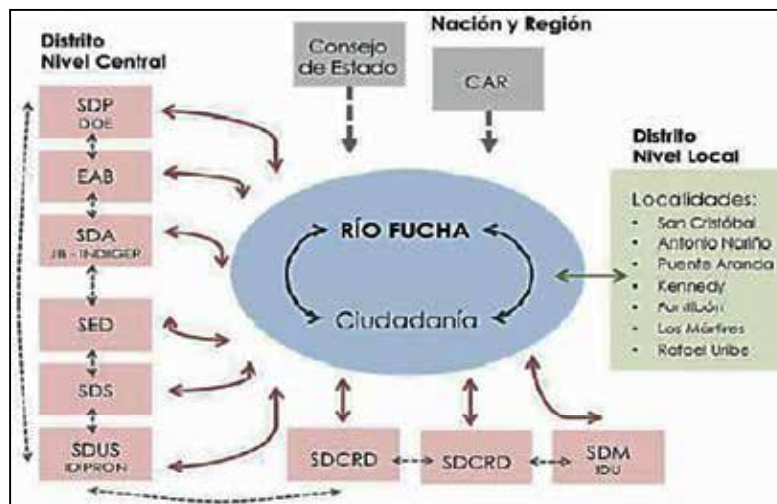 Distrito
Nivel Central
SDP
DOE
EAB
SDA
JB - INDIGER
SED
SDS
SDUS
IDIPRON
Consejo
de Estado
Nación y Región
CAR
RÍO FUCHA
Ciudadanía
SDCRD
SDCRD
SDM
IDU
Distrito
Nivel Local
Localidades:
• San Cristóbal
• Antonio Nariño
• Puente Aranda
• Kennedy
• Fontibón
• Los Mártires
• Rafael Uribe